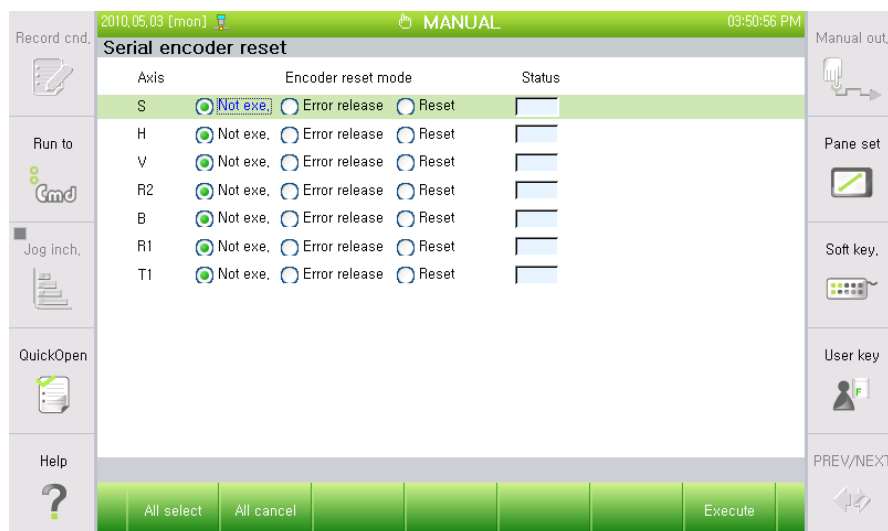 2010,05,03 [mon] MANUAL 03:50:56 PM
Serial encoder reset
Axis Encoder reset mode Status
S Not exe, Error release Reset
H Not exe, Error release Reset
V Not exe, Error release Reset
R2 Not exe, Error release Reset
B Not exe, Error release Reset
R1 Not exe, Error release Reset
T1 Not exe, Error release Reset
Record cnd,
Run to
Cmd
Jog inch,
QuickOpen
Help
?
Manual out,
Pane set
Soft key,
User key
F
PREV/NEXT
All select All cancel Execute